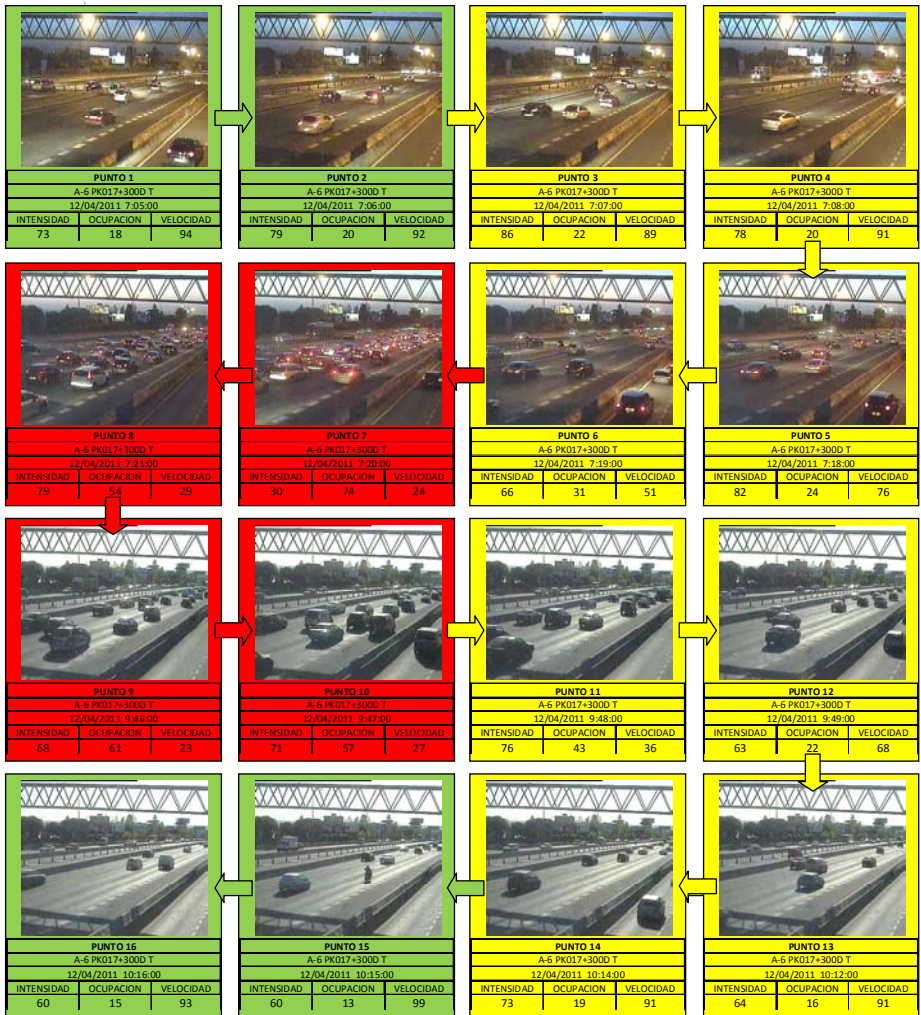 PUNTO 1
A-6 PK017+300D T
12/04/2011 7:05:00
INTENSIDAD OCUPACION VELOCIDAD
73 18 94
PUNTO 2
A-6 PK017+300D T
12/04/2011 7:06:00
INTENSIDAD OCUPACION VELOCIDAD
79 20 92
PUNTO 3
A-6 PK017+300D T
12/04/2011 7:07:00
INTENSIDAD OCUPACION VELOCIDAD
86 22 89
PUNTO 4
A-6 PK017+300D T
12/04/2011 7:08:00
INTENSIDAD OCUPACION VELOCIDAD
78 20 91
PUNTO 8
A-6 PK017+300D T
12/04/2011 7:21:00
INTENSIDAD OCUPACION VELOCIDAD
79 54 29
PUNTO 7
A-6 PK017+300D T
12/04/2011 7:20:00
INTENSIDAD OCUPACION VELOCIDAD
30 74 24
PUNTO 6
A-6 PK017+300D T
12/04/2011 7:19:00
INTENSIDAD OCUPACION VELOCIDAD
66 31 51
PUNTO 5
A-6 PK017+300D T
12/04/2011 7:18:00
INTENSIDAD OCUPACION VELOCIDAD
82 24 76
PUNTO 9
A-6 PK017+300D T
12/04/2011 9:46:00
INTENSIDAD OCUPACION VELOCIDAD
68 61 23
PUNTO 10
A-6 PK017+300D T
12/04/2011 9:47:00
INTENSIDAD OCUPACION VELOCIDAD
71 57 27
PUNTO 11
A-6 PK017+300D T
12/04/2011 9:48:00
INTENSIDAD OCUPACION VELOCIDAD
76 43 36
PUNTO 12
A-6 PK017+300D T
12/04/2011 9:49:00
INTENSIDAD OCUPACION VELOCIDAD
63 22 68
PUNTO 16
A-6 PK017+300D T
12/04/2011 10:16:00
INTENSIDAD OCUPACION VELOCIDAD
60 15 93
PUNTO 15
A-6 PK017+300D T
12/04/2011 10:15:00
INTENSIDAD OCUPACION VELOCIDAD
60 13 99
PUNTO 14
A-6 PK017+300D T
12/04/2011 10:14:00
INTENSIDAD OCUPACION VELOCIDAD
73 19 91
PUNTO 13
A-6 PK017+300D T
12/04/2011 10:12:00
INTENSIDAD OCUPACION VELOCIDAD
64 16 91